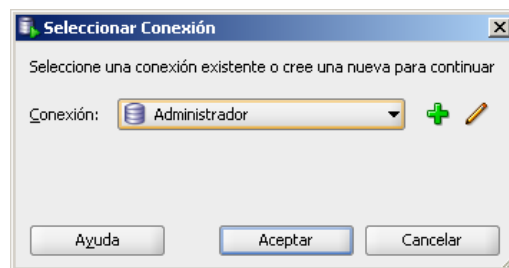 Seleccionar Conexión
Seleccione una conexión existente o cree una nueva para continuar
Conexión: Administrador
Ayuda Aceptar Cancelar